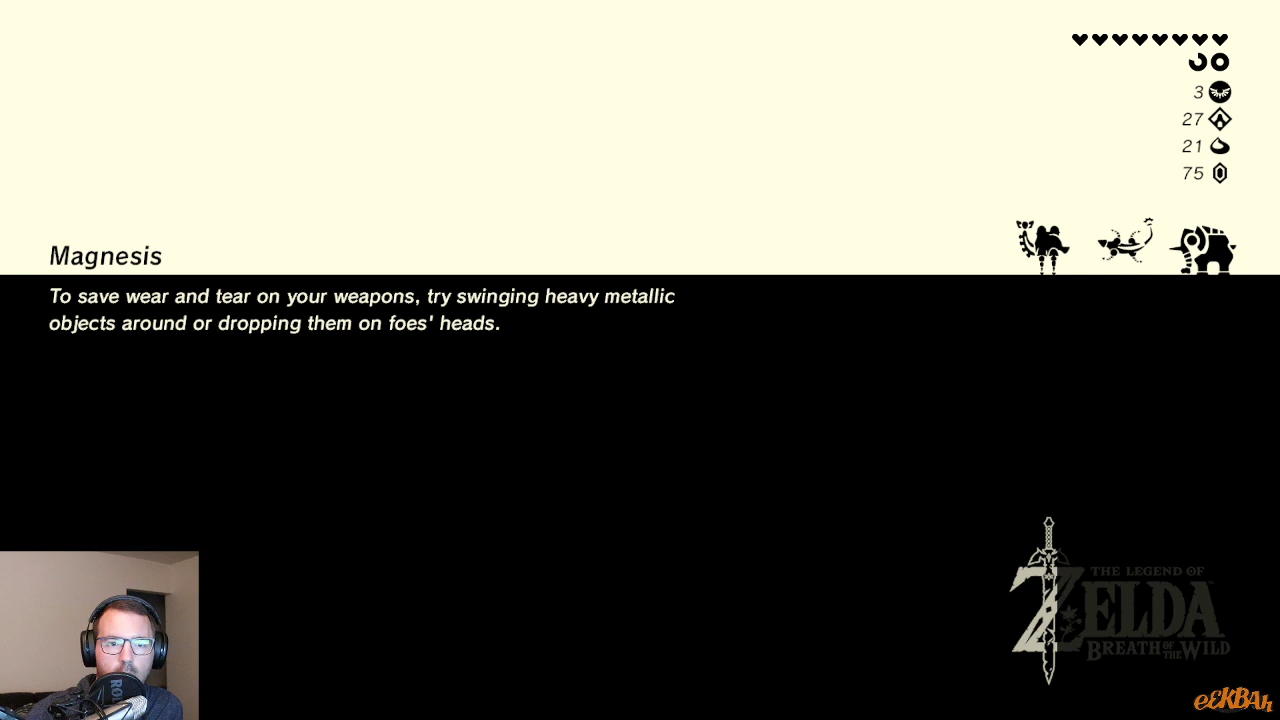 3
27
21
75
Magnesis
To save wear and tear on your weapons, try swinging heavy metallic
objects around or dropping them on foes' heads.
THE LEGEND OF
ZELDA
BREATH OF THE WILD
eEKBAh